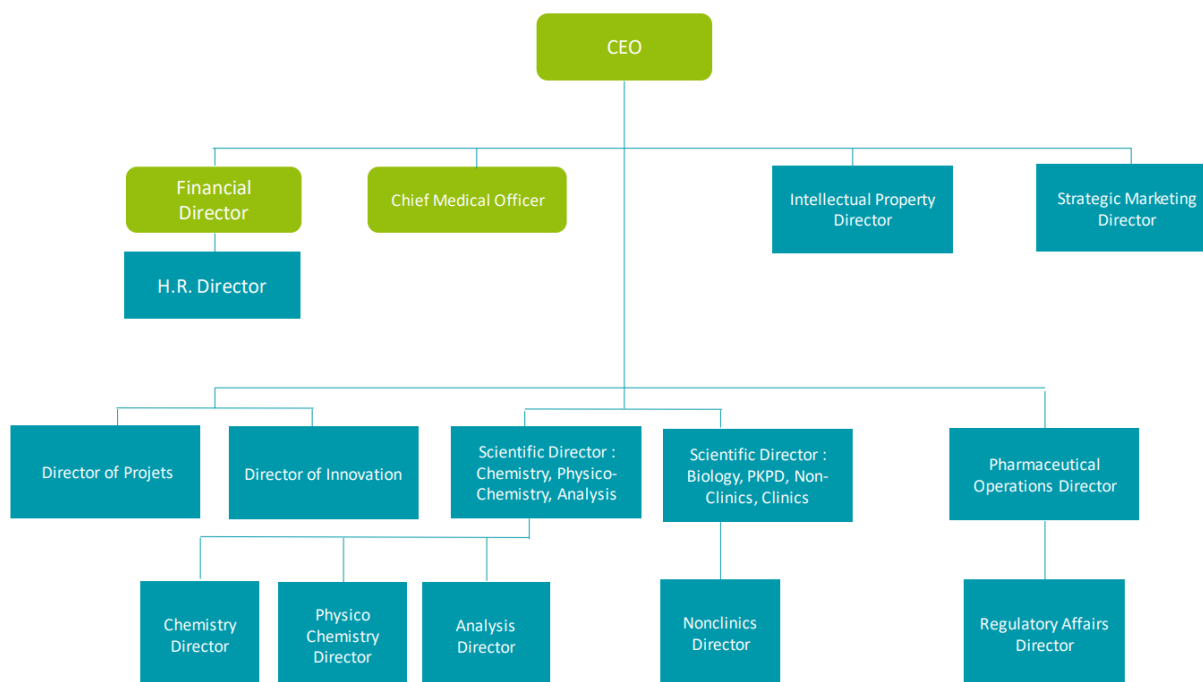 CEO
Financial
Director
Chief Medical Officer
Intellectual Property
Director
Strategic Marketing
Director
H.R. Director
Director of Projets
Director of Innovation
Scientific Director :
Chemistry, Physico-
Chemistry, Analysis
Scientific Director :
Biology, PKPD, Non-
Clinics, Clinics
Pharmaceutical
Operations Director
Chemistry
Director
Physico
Chemistry
Director
Analysis
Director
Nonclinics
Director
Regulatory Affairs
Director